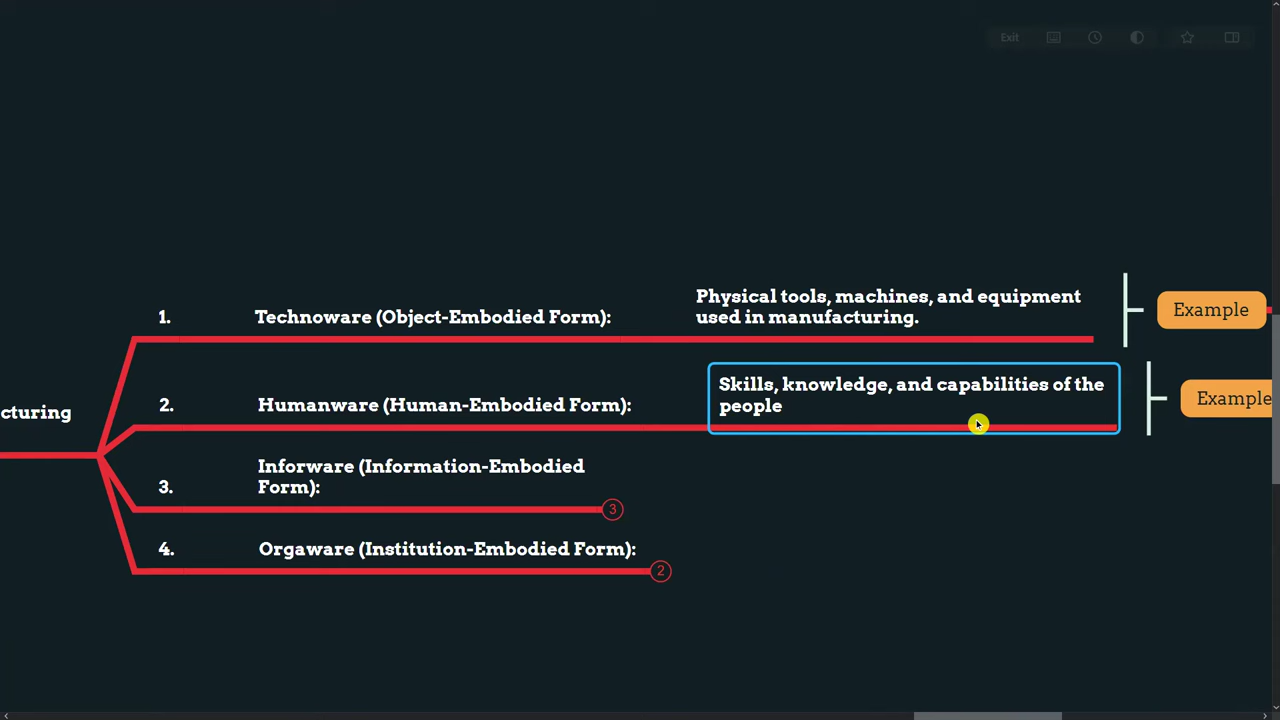 Exit
1. Technoware (Object-Embodied Form):
Physical tools, machines, and equipment
used in manufacturing.
Example
cturing
2. Humanware (Human-Embodied Form):
Skills, knowledge, and capabilities of the
people
Example
3. Inforware (Information-Embodied
Form):
3
4. Orgaware (Institution-Embodied Form):
2